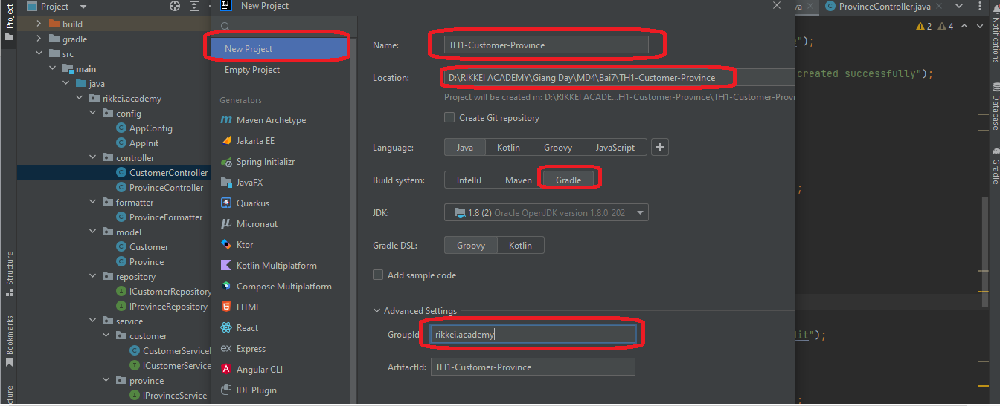 Project
New Project
va
ProvinceController.java
build
gradle
src
main
java
rikkei.academy
config
AppConfig
AppInit
controller
CustomerController
ProvinceController
formatter
ProvinceFormatter
model
Customer
Province
repository
ICustomerRepository
IProvinceRepository
service
customer
CustomerServiceI
ICustomerService
province
IProvinceService
Project
Structure
Bookmarks
cture
New Project
Empty Project
Generators
Maven Archetype
Jakarta EE
Spring Initializr
JavaFX
Quarkus
Micronaut
Ktor
Kotlin Multiplatform
Compose Multiplatform
HTML
React
ex Express
Angular CLI
IDE Plugin
Name: TH1-Customer-Province
Location: D:\RIKKEI ACADEMY\Giang Day\MD4\Bai7\TH1-Customer-Province
Project will be created in: D:\RIKKEI ACADE...H1-Customer-Province\TH1-Customer-Provi
Create Git repository
Language: Java Kotlin Groovy JavaScript +
Build system: IntelliJ Maven Gradle
JDK: 1.8 (2) Oracle OpenJDK version 1.8.0_202
Gradle DSL: Groovy Kotlin
Add sample code
Advanced Settings
GroupId rikkei.academy
ArtifactId: TH1-Customer-Province
2 4
");
created successfully");
;
dit");
;
Notifications
Database
Gradle